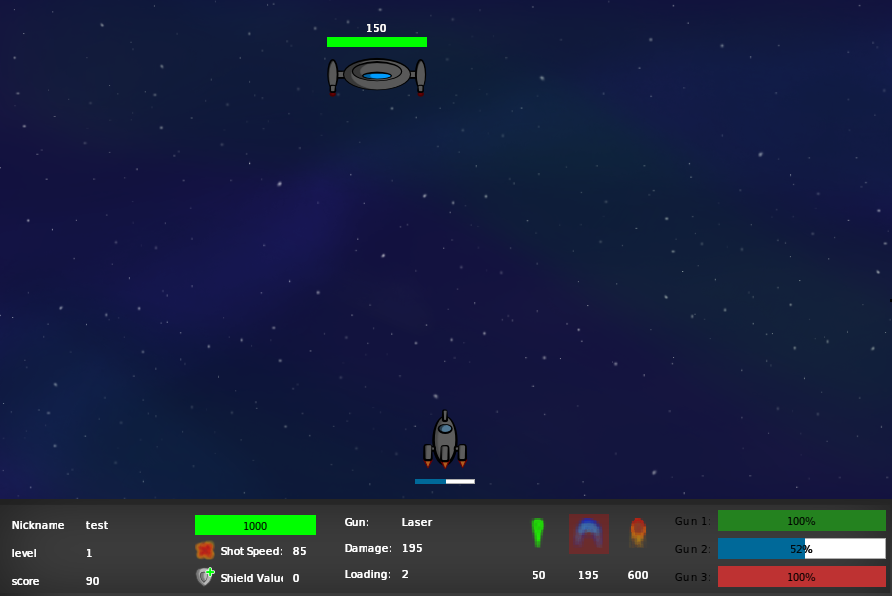 150
Nickname test
level 1
score 90
1000
Shot Speed: 85
Shield Valu 0
Gun: Laser
Damage: 195
Loading: 2
50 195 600
Gun 1: 100%
Gun 2: 52%
Gun 3: 100%